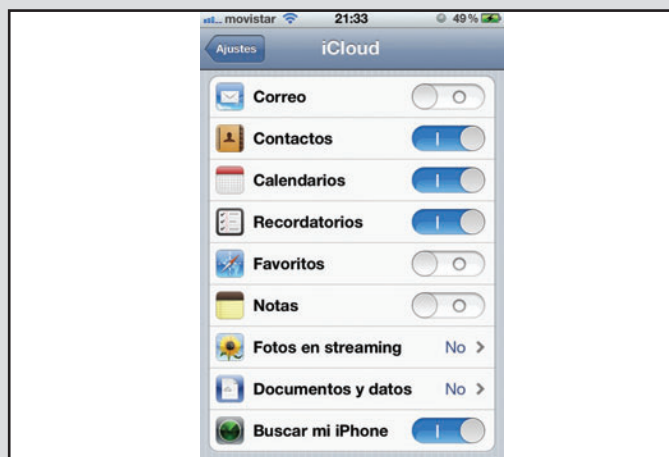 movistar 21:33 49 %
Ajustes iCloud
Correo
Contactos
Calendarios
Recordatorios
Favoritos
Notas
Fotos en streaming No
Documentos y datos No
Buscar mi iPhone